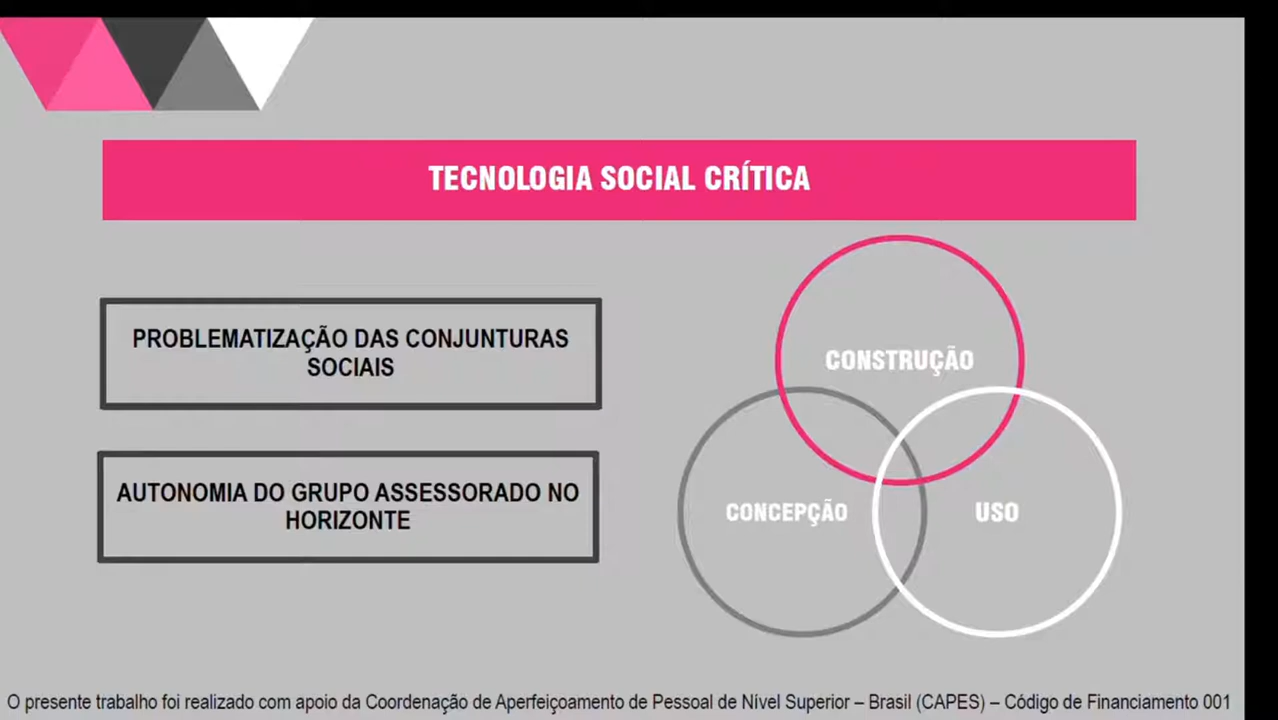 TECNOLOGIA SOCIAL CRÍTICA
PROBLEMATIZAÇÃO DAS CONJUNTURAS
SOCIAIS
AUTONOMIA DO GRUPO ASSESSORADO NO
HORIZONTE
CONSTRUÇÃO
CONCEPÇÃO
USO
O presente trabalho foi realizado com apoio da Coordenação de Aperfeiçoamento de Pessoal de Nível Superior – Brasil (CAPES) – Código de Financiamento 001